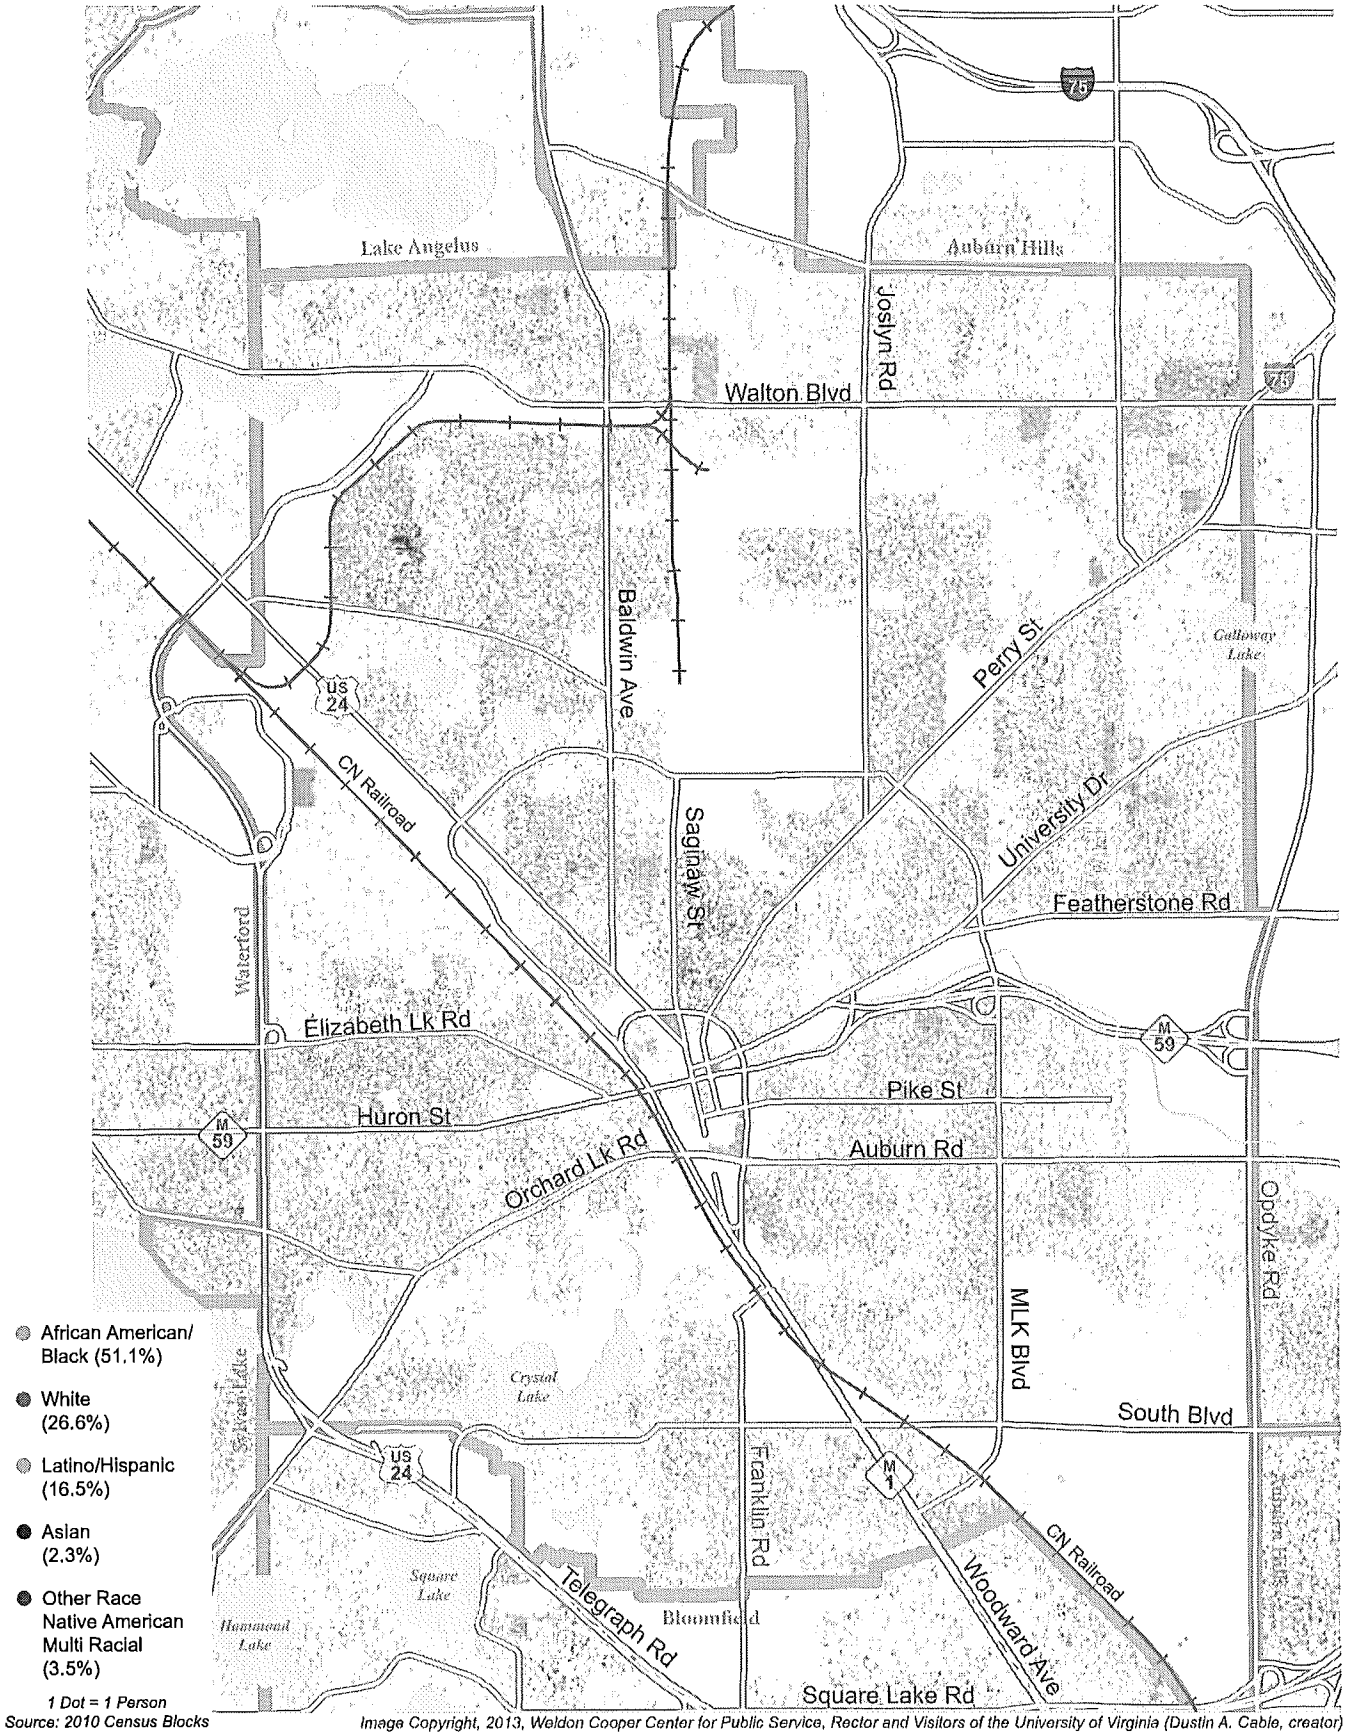 75
Lake Angelus
Auburn Hills
Joslyn Rd
75
Walton Blvd
Baldwin Ave
Perry St
Galloway
Lake
US
24
CN Railroad
University Dr
Saginaw St
Featherstone Rd
Waterford
Elizabeth Lk Rd
M
59
Pike St
Huron St
M
59
Orchard Lk Rd
Auburn Rd
Opdyke Rd
MLK Blvd
African American/
Black (51.1%)
Sylvan Lake
Crystal
Lake
White
(26.6%)
South Blvd
US
24
M
1
Franklin Rd
Latino/Hispanic
(16.5%)
Auburn Hills
Asian
(2.3%)
CN Railroad
Square
Lake
Telegraph Rd
Woodward Ave
Other Race
Native American
Multi Racial
(3.5%)
Bloomfield
Hammond
Lake
Square Lake Rd
1 Dot = 1 Person
Source: 2010 Census Blocks
Image Copyright, 2013, Weldon Cooper Center for Public Service, Rector and Visitors of the University of Virginia (Dustin A. Cable, creator)